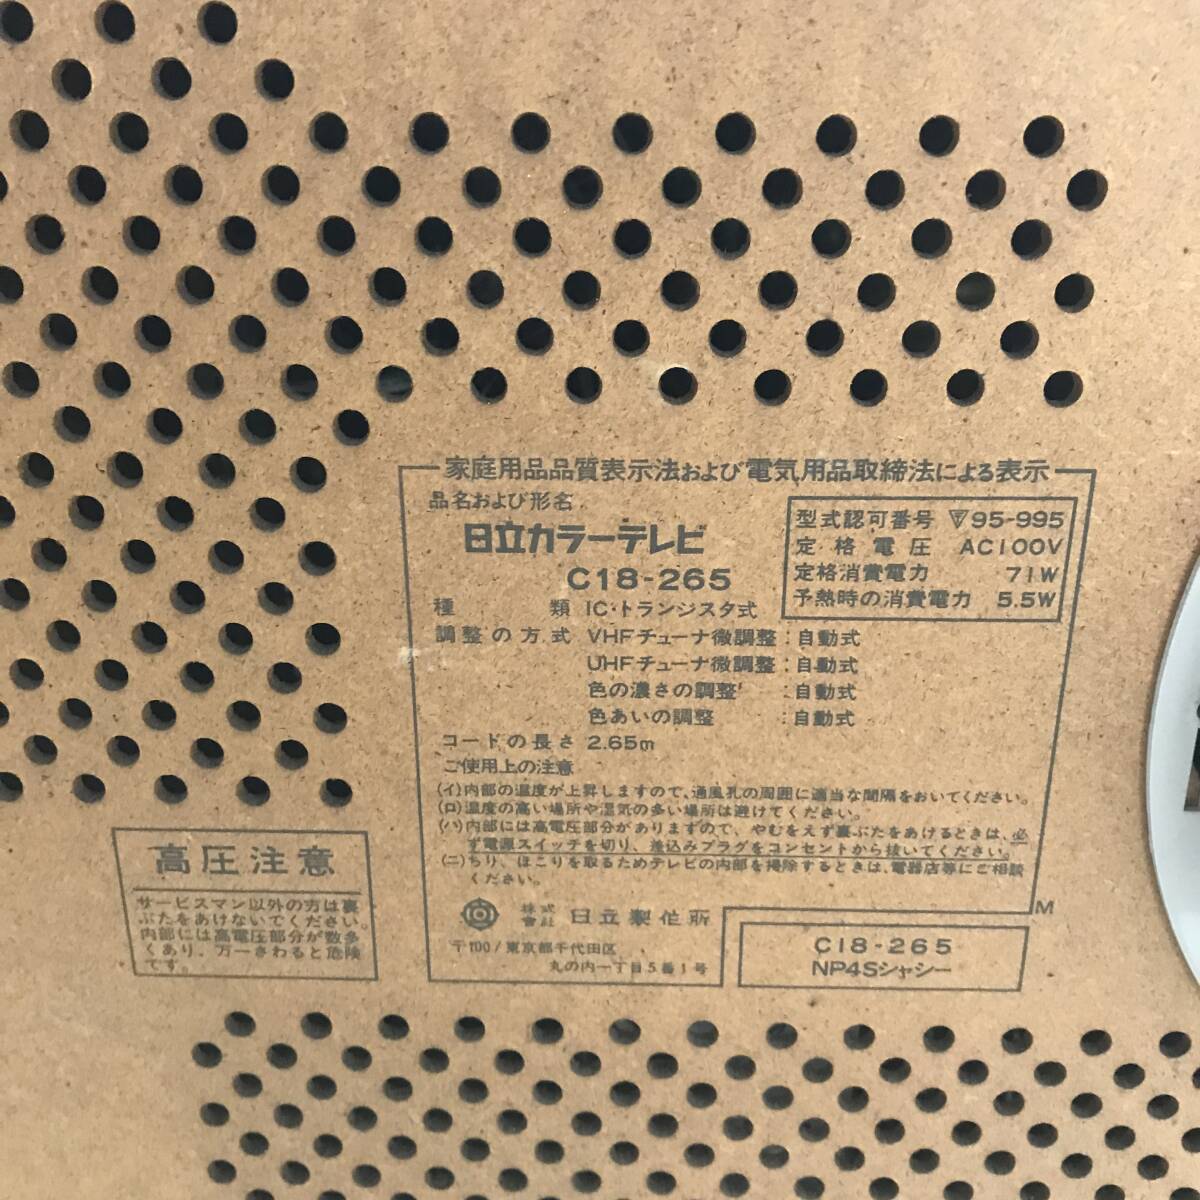 家庭用品品質表示法および電気用品取締法による表示
品名および形名
日立カラーテレビ
C18-265
型式認可番号 95-995
定格電圧 AC100V
定格消費電力 71W
予熱時の消費電力 5.5W
種類 IC・トランジスタ式
調整の方式 VHFチューナ微調整:自動式
UHFチューナ微調整:自動式
色の濃さの調整:自動式
色あいの調整:自動式
コードの長さ 2.65m
ご使用上の注意
(イ)内部の温度が上昇しますので、通風孔の周囲に適当な間隔をおいてください。
(ロ)温度の高い場所や湿気の多い場所は避けてください。
(ハ)内部には高電圧部分がありますので、やむをえず裏ぶたをあけるときは、必
ず電源スイッチを切り、差込みプラグをコンセントから抜いてください。
(ニ)ちり、ほこりを取るためテレビの内部を掃除するときは、電器店等にご相談
ください。
株式會社 日立製作所
〒100/東京都千代田区
丸の内一丁目5番1号
M
C18-265
NP4Sシャシー
高圧注意
サービスマン以外の方は裏
ぶたをあけないでください。
内部には高電圧部分が数多
くあり、万一さわると危険
です。